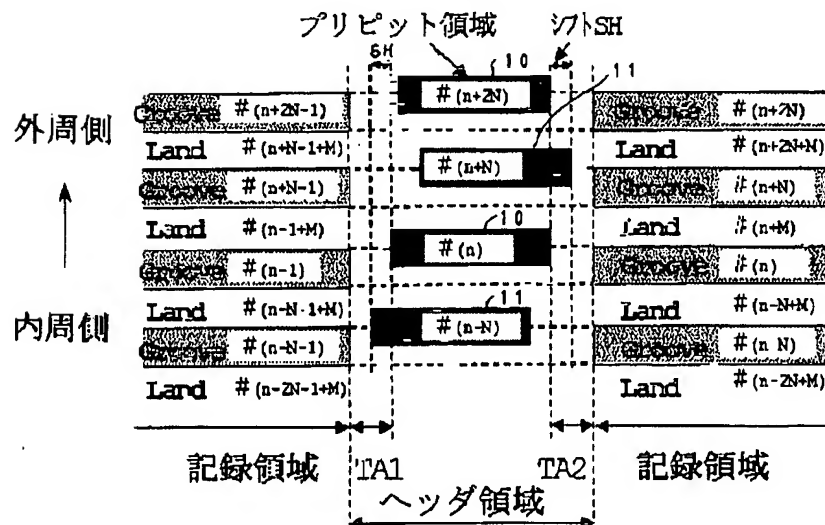 プリピット領域 シフトSH
SH 10 11
#(n+2N)
外周側 Groove #(n+2N-1) Groove #(n+2N)
Land #(n+N-1+M) #(n+N) Land #(n+2N+M)
Groove #(n+N-1) Groove #(n+N)
10
Land #(n-1+M) Land #(n+M)
Groove #(n-1) #(n) Groove #(n)
11
内周側 Land #(n-N-1+M) Land #(n-N+M)
Groove #(n-N-1) #(n-N) Groove #(n N)
Land #(n-2N-1+M) Land #(n-2N+M)
記録領域 TA1 TA2 記録領域
ヘッダ領域